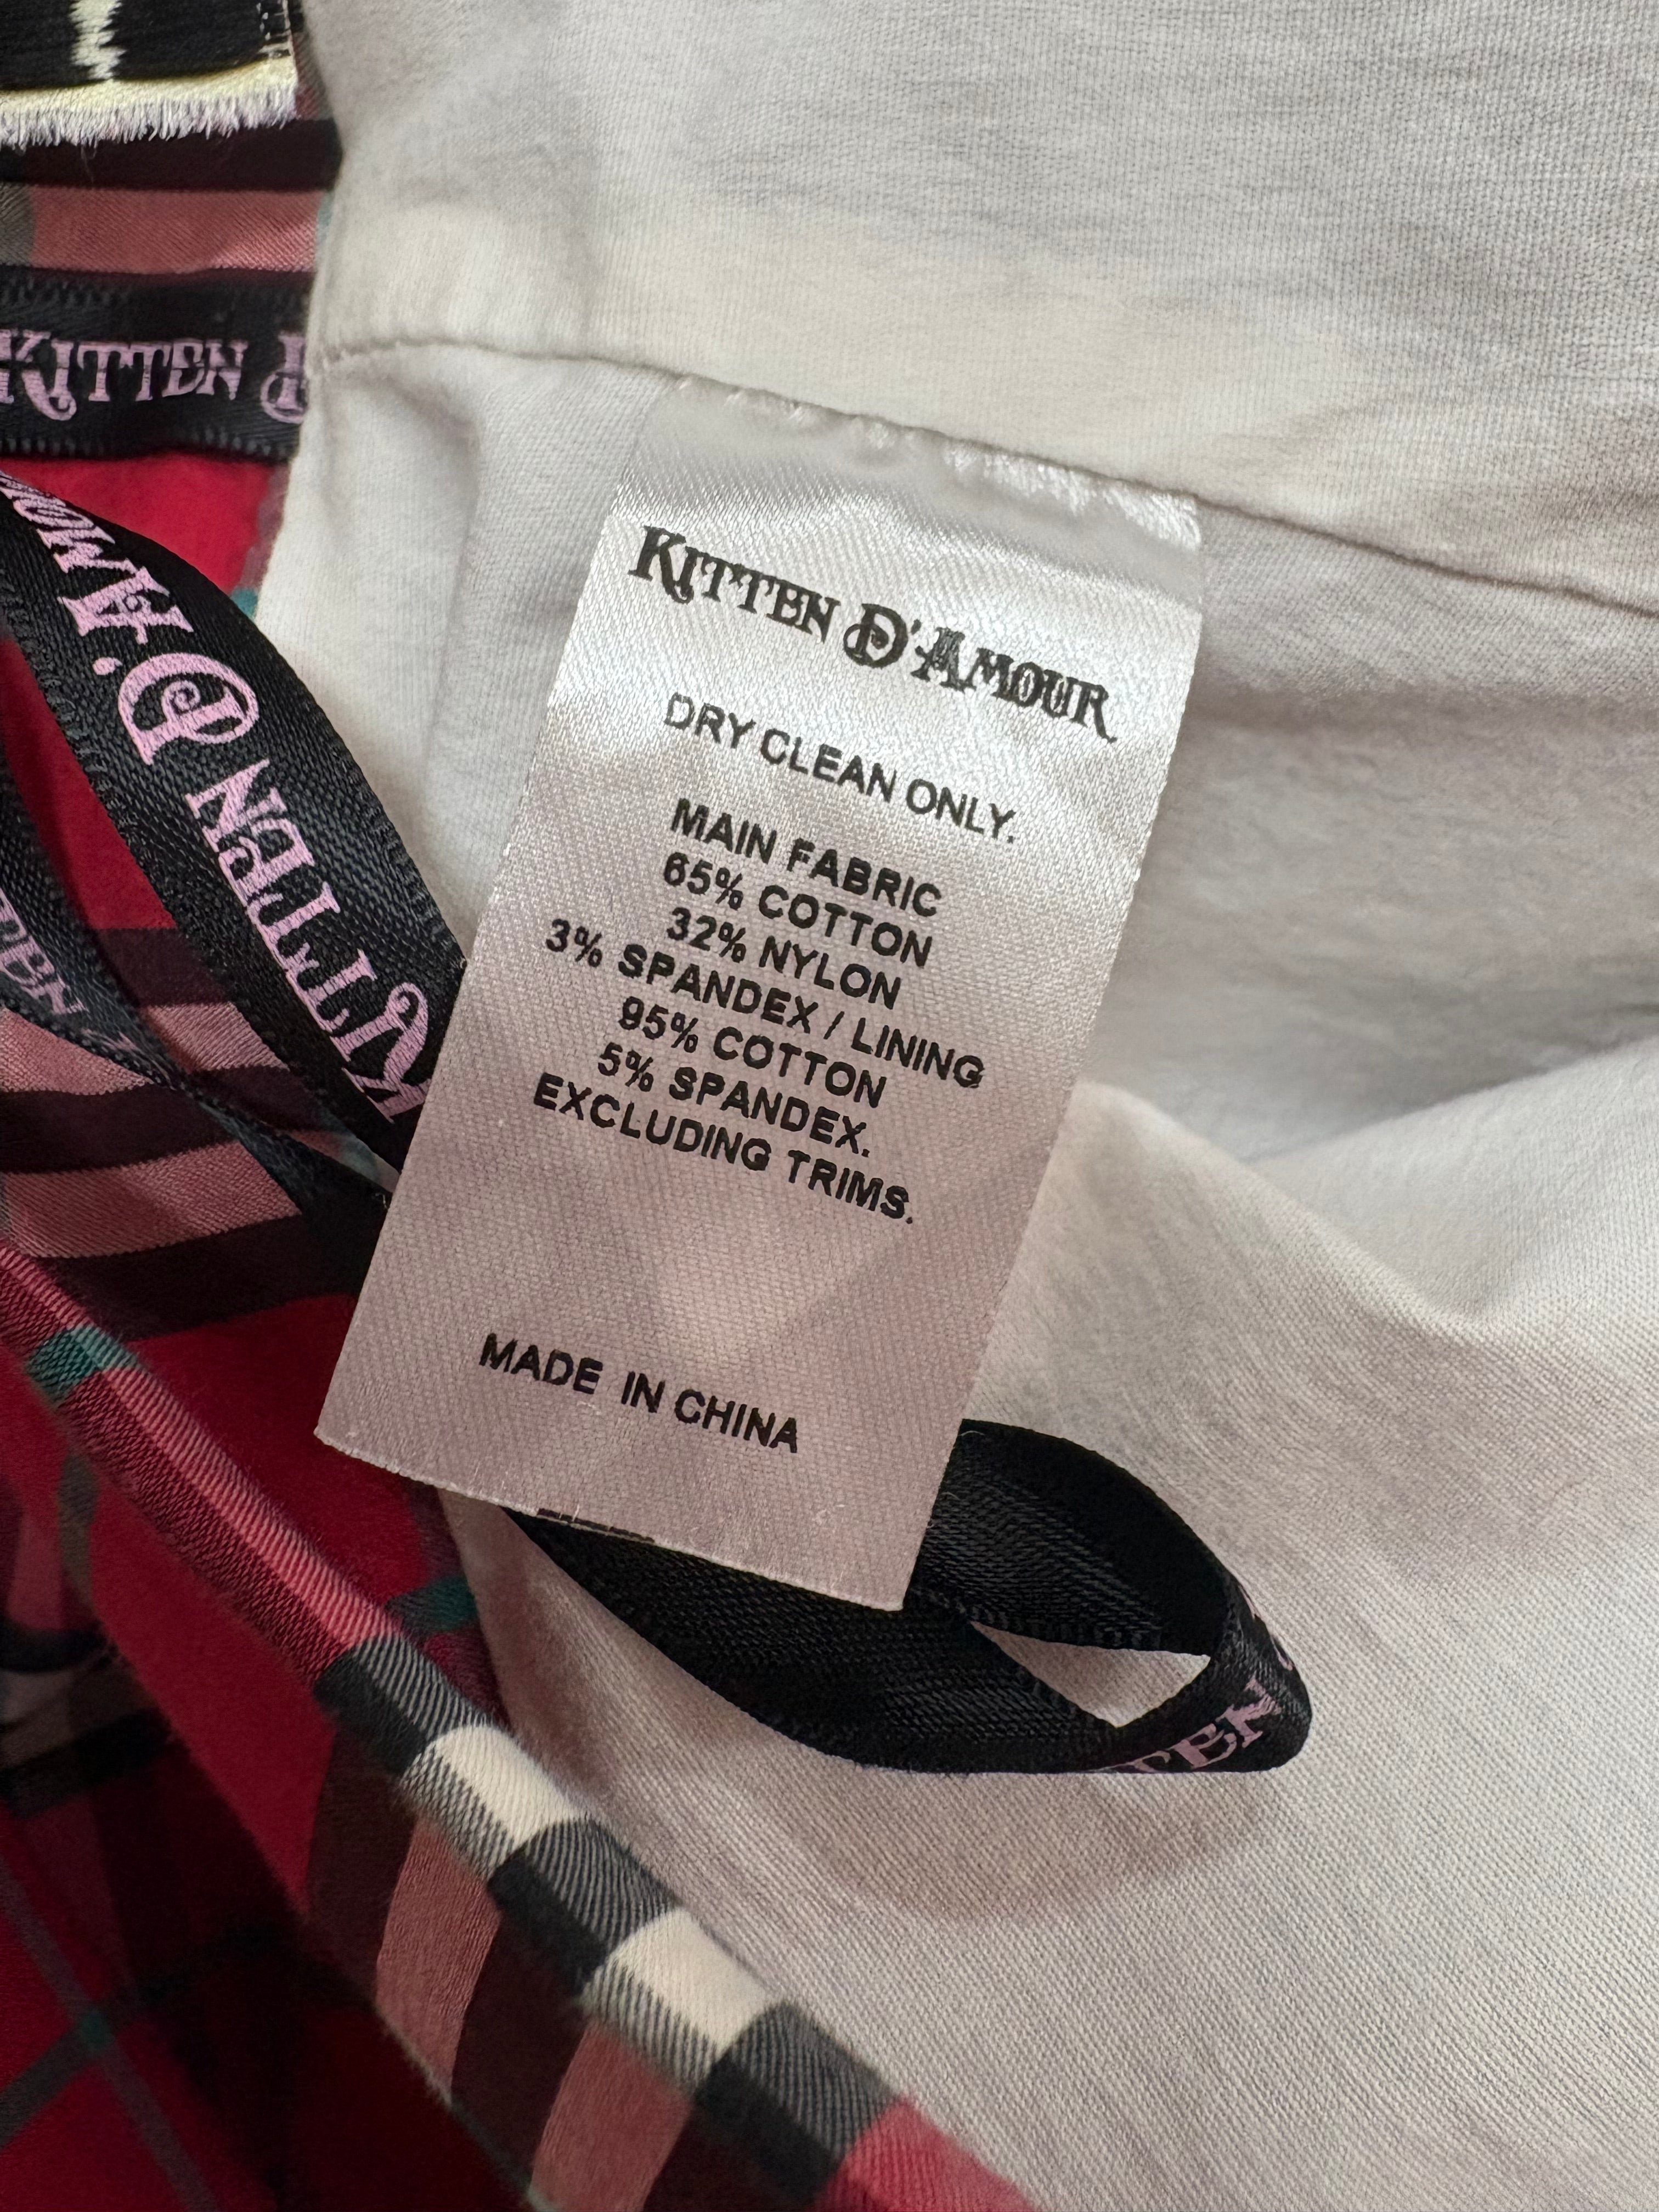 KITTEN D'AMOUR
DRY CLEAN ONLY.
MAIN FABRIC
65% COTTON
32% NYLON
3% SPANDEX / LINING
95% COTTON
5% SPANDEX.
EXCLUDING TRIMS.
MADE IN CHINA
KITTEN
KITTEN D'AMOUR